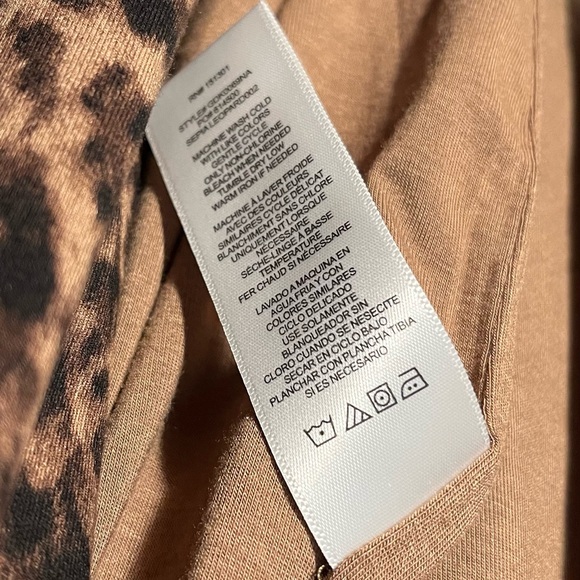 RN# 151301
STYLE# GDK0089NA
PO# 814600
SEPIA LEOPARD002
MACHINE WASH COLD
WITH LIKE COLORS
GENTLE CYCLE
ONLY NON-CHLORINE
BLEACH WHEN NEEDED
TUMBLE DRY LOW
WARM IRON IF NEEDED
MACHINE À LAVER FROIDE
AVEC DES COULEURS
SIMILAIRES CYCLE DÉLICAT
BLANCHIMENT SANS CHLORE
UNIQUEMENT LORSQUE
NÉCESSAIRE
SÈCHE-LINGE À BASSE
TEMPÉRATURE
FER CHAUD SI NÉCESSAIRE
LAVADO A MAQUINA EN
AGUA FRIA Y CON
COLORES SIMILARES
CICLO DELICADO
USE SOLAMENTE
BLANQUEADOR SIN
CLORO CUANDO SE NESECITE
SECAR EN CICLO BAJO
PLANCHAR CON PLANCHA TIBIA
SI ES NECESARIO